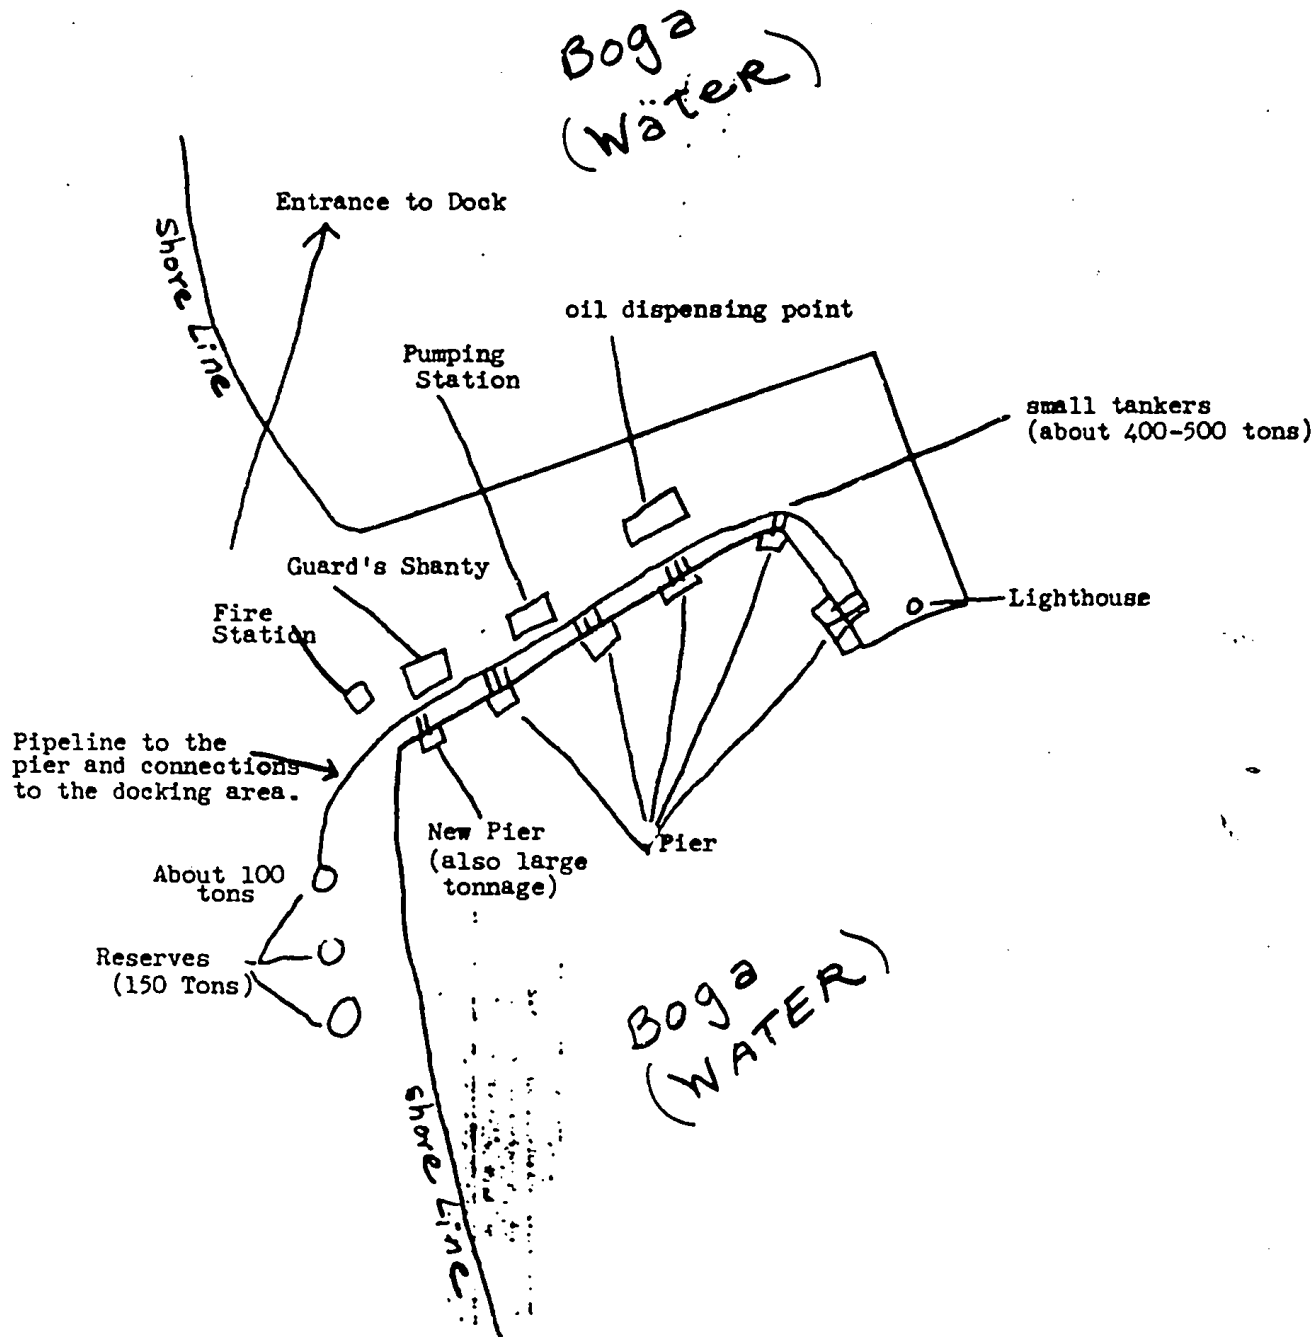 Boga
(Water)
Entrance to Dock
Shore Line
oil dispensing point
Pumping
Station
small tankers
(about 400-500 tons)
Guard's Shanty
Fire
Station
Lighthouse
Pipeline to the
pier and connections
to the docking area.
New Pier
(also large
tonnage)
Pier
About 100
tons
Reserves
(150 Tons)
Boga
(WATER)
shore Line